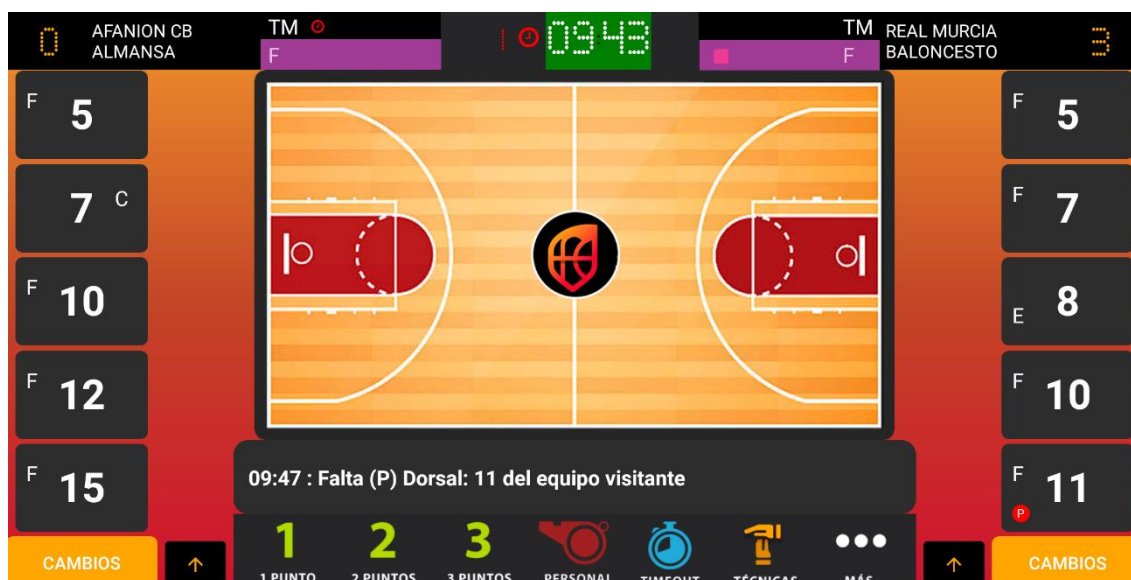 0
AFANION CB
ALMANSA
TM
F
1
09:43
TM
F
REAL MURCIA
BALONCESTO
3
F 5
7 C
F 10
F 12
F 15
F 5
F 7
E 8
F 10
F 11
P
09:47 : Falta (P) Dorsal: 11 del equipo visitante
CAMBIOS
↑
1
1 PUNTO
2
2 PUNTOS
3
3 PUNTOS
PERSONAL
TIMEOUT
TÉCNICAS
MÁS
↑
CAMBIOS